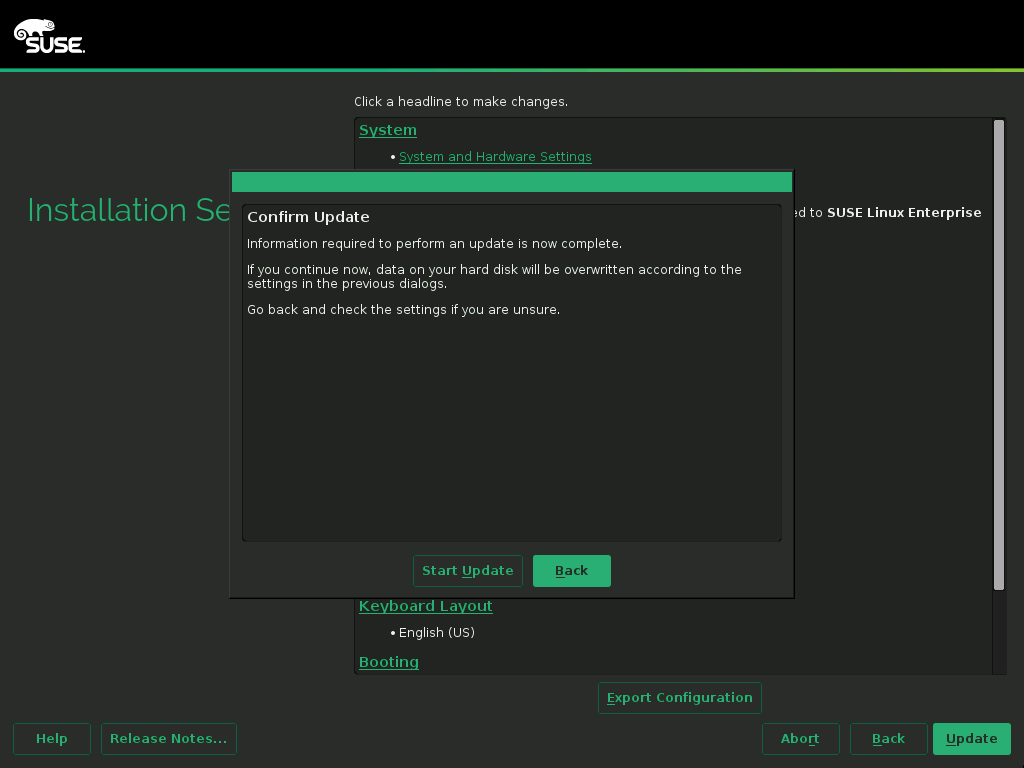 SUSE.
Click a headline to make changes.
System
• System and Hardware Settings
Installation Se
ed to SUSE Linux Enterprise
Confirm Update
Information required to perform an update is now complete.
If you continue now, data on your hard disk will be overwritten according to the
settings in the previous dialogs.
Go back and check the settings if you are unsure.
Start Update
Back
Keyboard Layout
• English (US)
Booting
Export Configuration
Help
Release Notes...
Abort
Back
Update